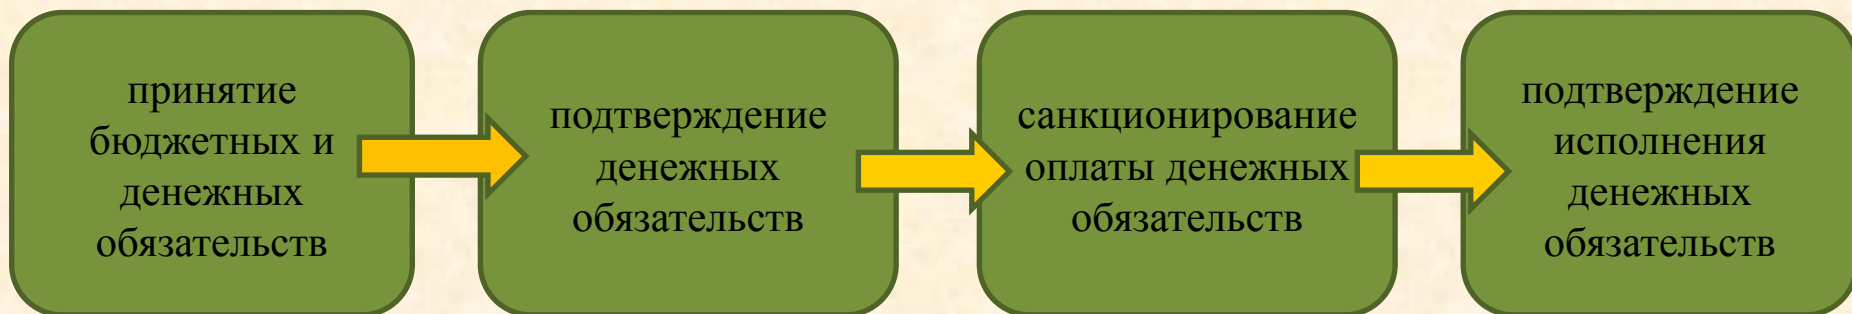 принятие
бюджетных и
денежных
обязательств
подтверждение
денежных
обязательств
санкционирование
оплаты денежных
обязательств
подтверждение
исполнения
денежных
обязательств